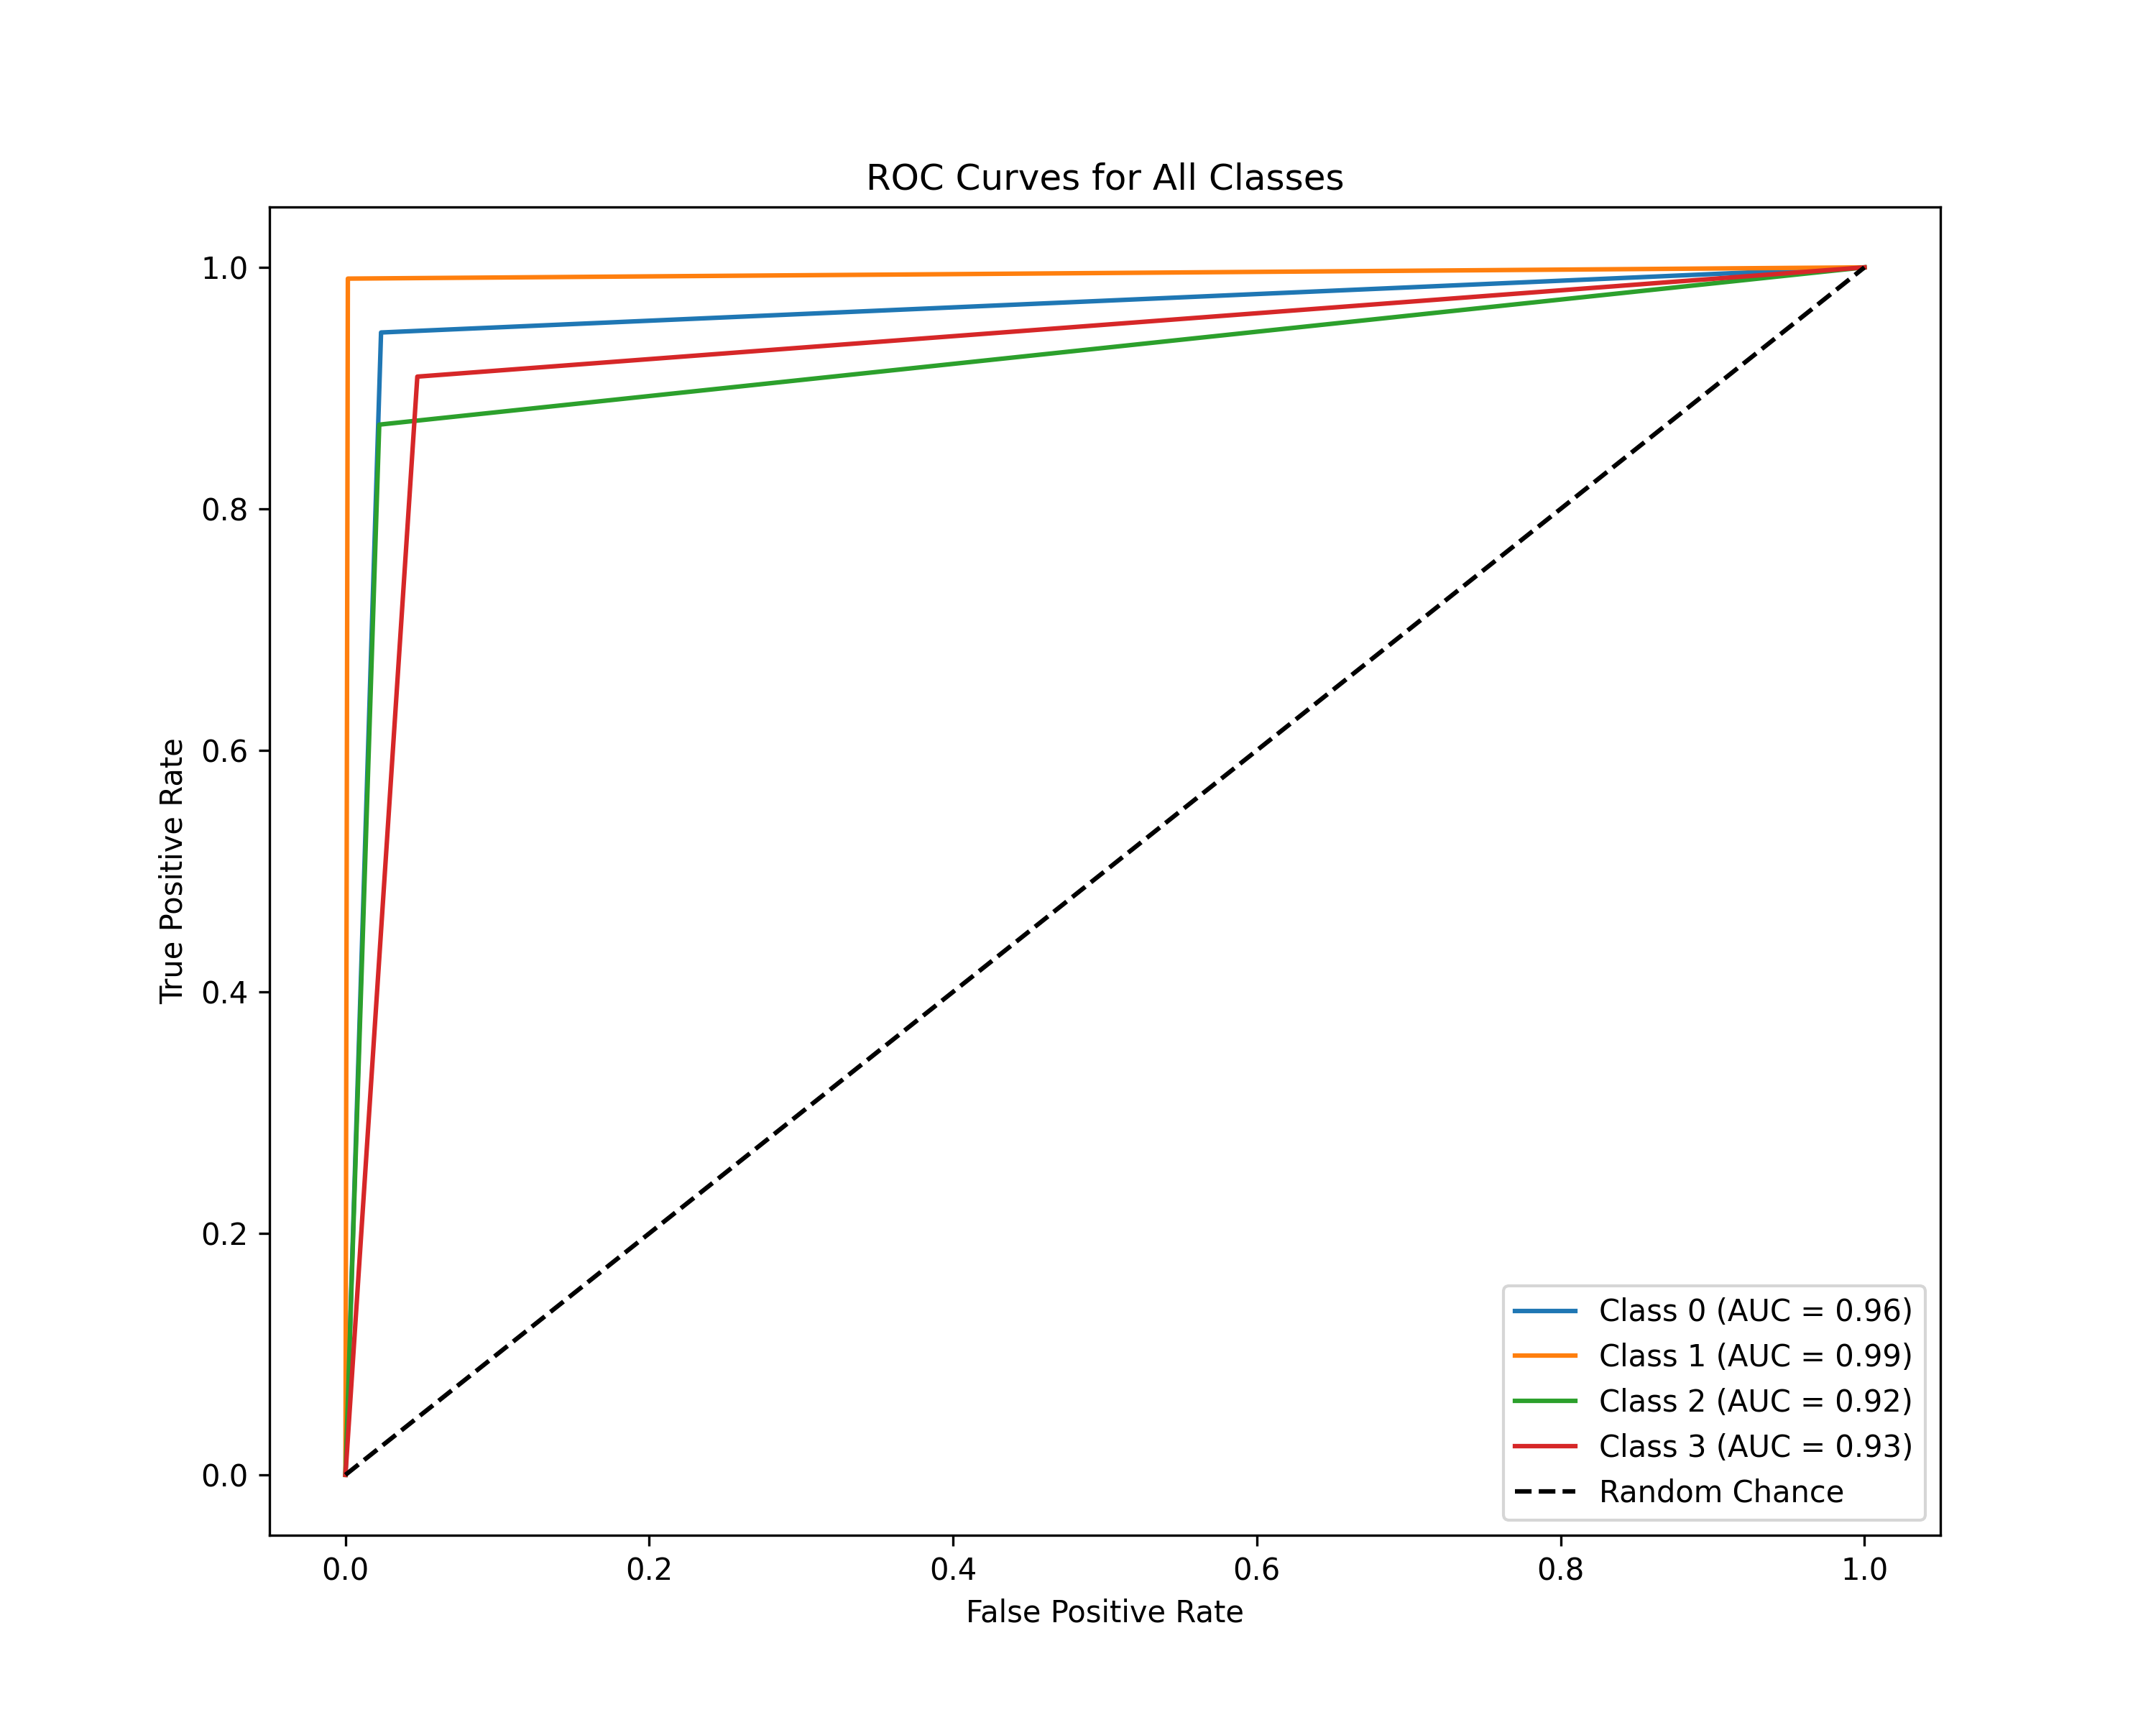 ROC Curves for All Classes
True Positive Rate
1.0
0.8
0.6
0.4
0.2
0.0
0.0 0.2 0.4 0.6 0.8 1.0
False Positive Rate
Class 0 (AUC = 0.96)
Class 1 (AUC = 0.99)
Class 2 (AUC = 0.92)
Class 3 (AUC = 0.93)
Random Chance